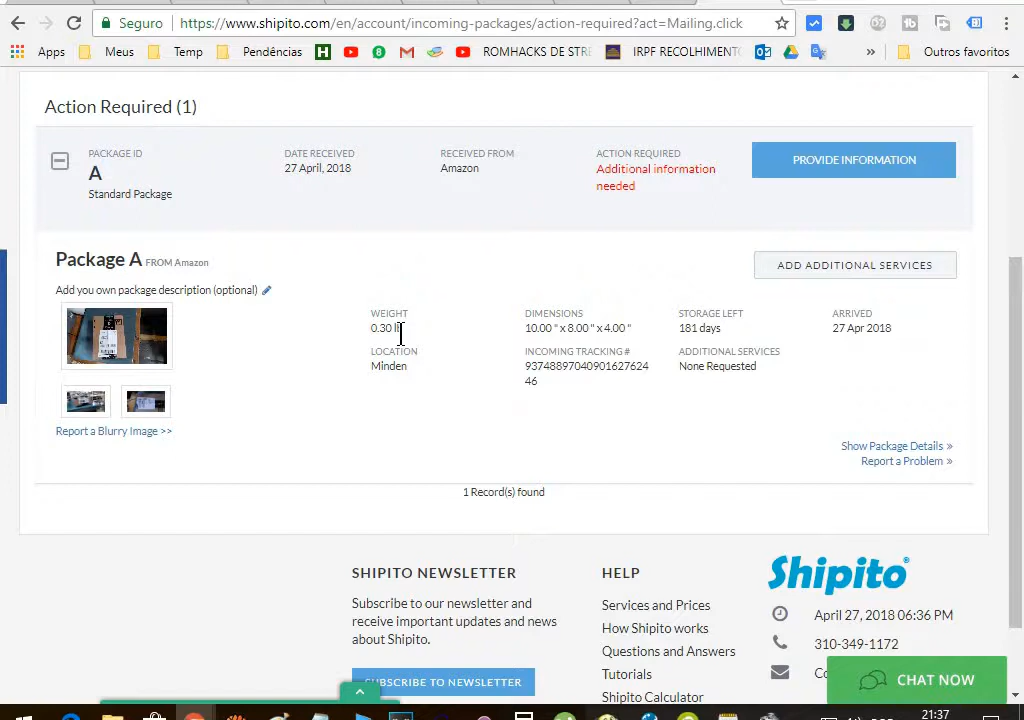 Seguro https://www.shipito.com/en/account/incoming-packages/action-required?act=Mailing.click
Apps Meus Temp Pendências ROMHACKS DE STRE IRPF RECOLHIMENT Outros favoritos
Action Required (1)
PACKAGE ID
A
Standard Package
DATE RECEIVED
27 April, 2018
RECEIVED FROM
Amazon
ACTION REQUIRED
Additional information
needed
PROVIDE INFORMATION
Package A FROM Amazon
ADD ADDITIONAL SERVICES
Add you own package description (optional)
WEIGHT
0.30
DIMENSIONS
10.00 " x 8.00 " x 4.00 "
STORAGE LEFT
181 days
ARRIVED
27 Apr 2018
LOCATION
Minden
INCOMING TRACKING #
93748897040901627624
46
ADDITIONAL SERVICES
None Requested
Report a Blurry Image >>
Show Package Details »
Report a Problem »
1 Record(s) found
SHIPITO NEWSLETTER
Subscribe to our newsletter and
receive important updates and news
about Shipito.
SUBSCRIBE TO NEWSLETTER
HELP
Services and Prices
How Shipito works
Questions and Answers
Tutorials
Shipito Calculator
Shipito
April 27, 2018 06:36 PM
310-349-1172
CHAT NOW
21:37